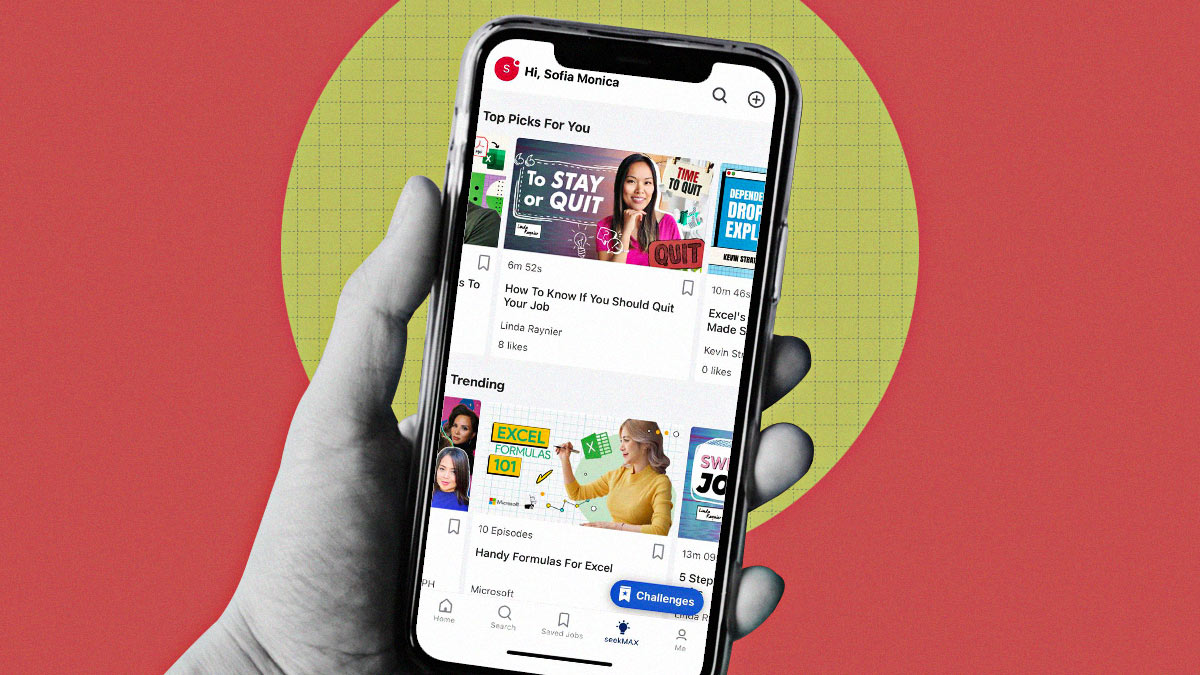 S
Hi, Sofia Monica
Top Picks For You
To STAY
or QUIT
Linda
Raynier
TIME
TO QUIT
QUIT
DEPENDE
DROP
EXPL
KEVIN STRA
6m 52s
How To Know If You Should Quit
Your Job
Linda Raynier
8 likes
s To
10m 46s
Excel's
Made S
Kevin Str
0 likes
Trending
EXCEL
FORMULAS
101
Microsoft
SWI
JO
Linda
Raynier
10 Episodes
Handy Formulas For Excel
Microsoft
PH
13m 09
5 Step
Linda R
Challenges
Home
Search
Saved Jobs
seekMAX
Me